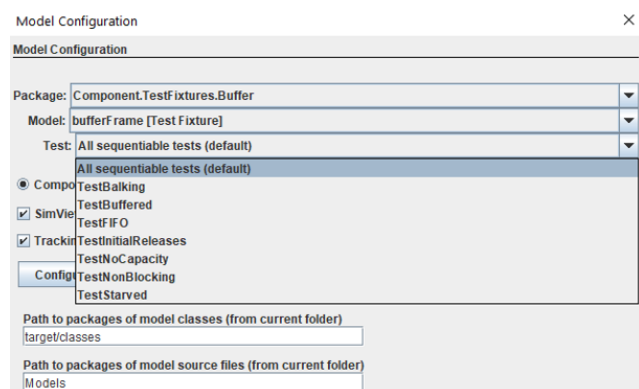 Model Configuration
Model Configuration
Package: Component.TestFixtures.Buffer
Model: bufferFrame [Test Fixture]
Test: All sequentiable tests (default)
All sequentiable tests (default)
Compo TestBalking
TestBuffered
SimVie TestFIFO
Trackin TestInitialReleases
TestNoCapacity
Configu TestNonBlocking
TestStarved
Path to packages of model classes (from current folder)
target/classes
Path to packages of model source files (from current folder)
Models